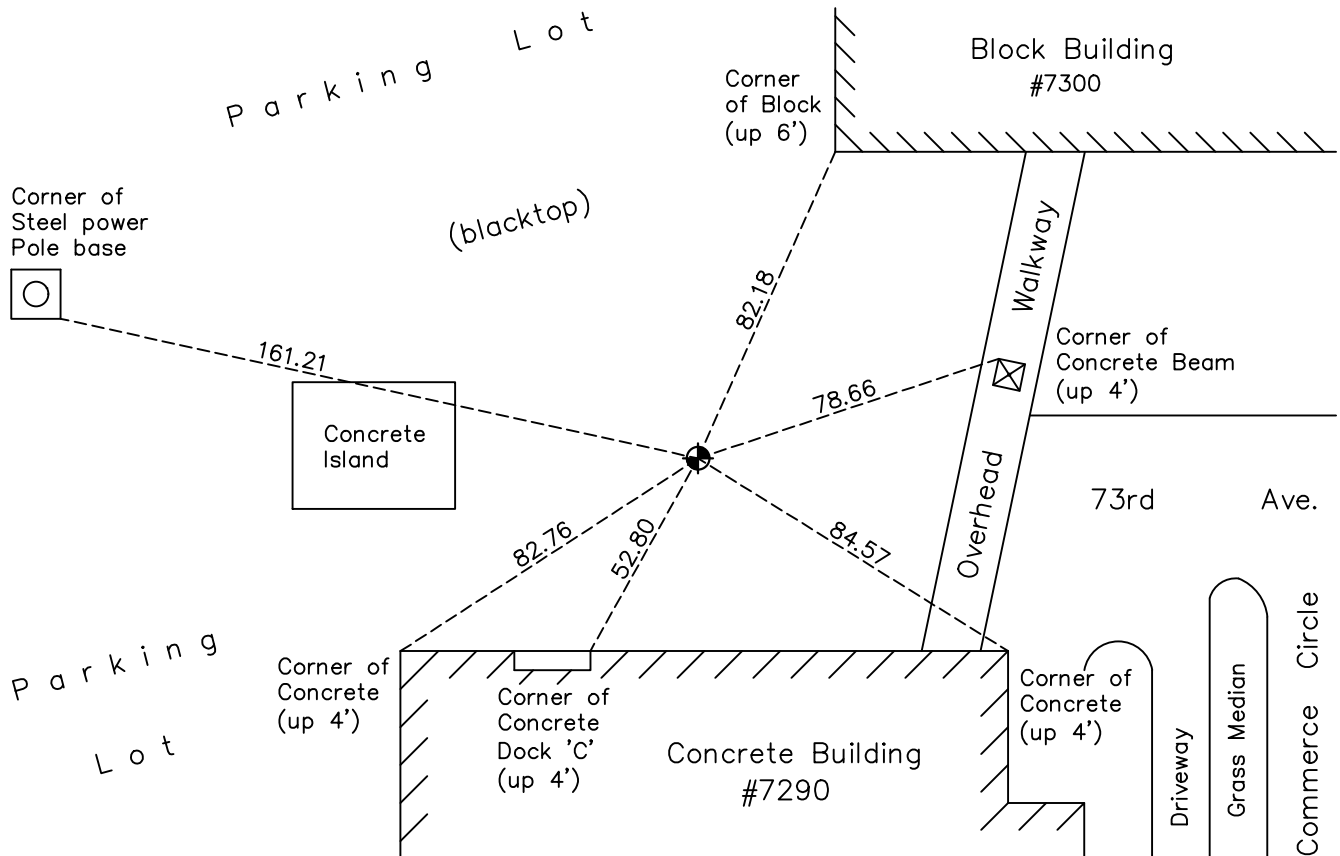 Parking Lot
Block Building
#7300
Corner
of Block
(up 6')
Corner of
Steel power
Pole base
(blacktop)
Walkway
82.18
161.21
Corner of
Concrete Beam
(up 4')
78.66
Concrete
Island
Overhead
73rd Ave.
82.76
52.80
84.57
Parking
Lot
Corner of
Concrete
(up 4')
Corner of
Concrete
Dock 'C'
(up 4')
Concrete Building
#7290
Corner of
Concrete
(up 4')
Driveway
Grass Median
Commerce Circle